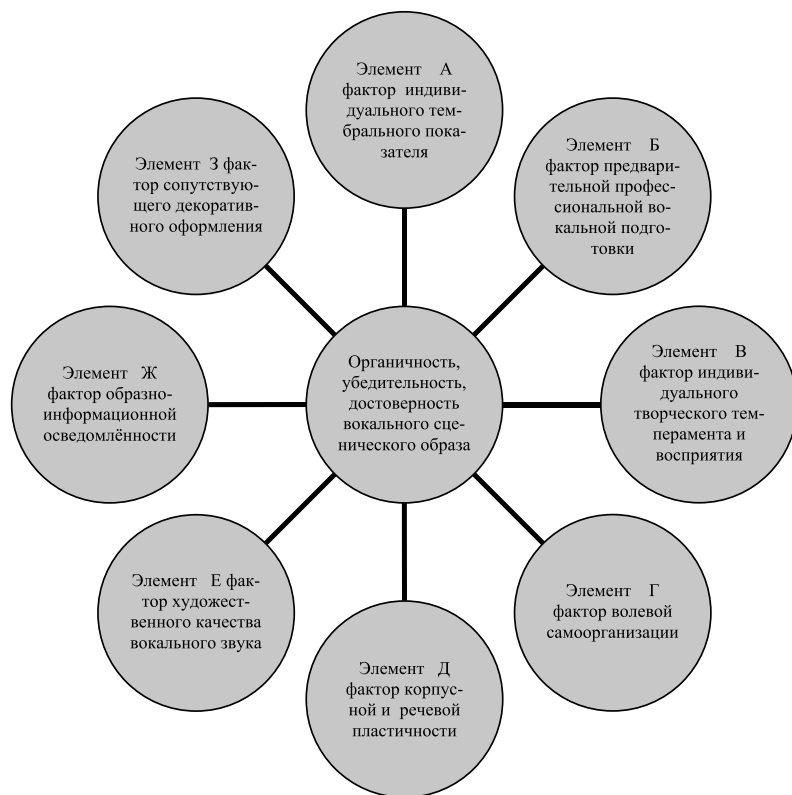 Элемент А
фактор индиви-
дуального тем-
брального пока-
зателя
Элемент Б
фактор предвари-
тельной профес-
сиональной во-
кальной подго-
товки
Элемент В
фактор индиви-
дуального
творческого тем-
перамента и
восприятия
Элемент Г
фактор волевой
самоорганизации
Элемент Д
фактор корпус-
ной и речевой
пластичности
Элемент Е фак-
тор художест-
венного качества
вокального звука
Элемент Ж
фактор образно-
информационной
осведомлённости
Элемент З фак-
тор сопутствую-
щего декоратив-
ного оформления
Органичность,
убедительность,
достоверность
вокального сце-
нического образа